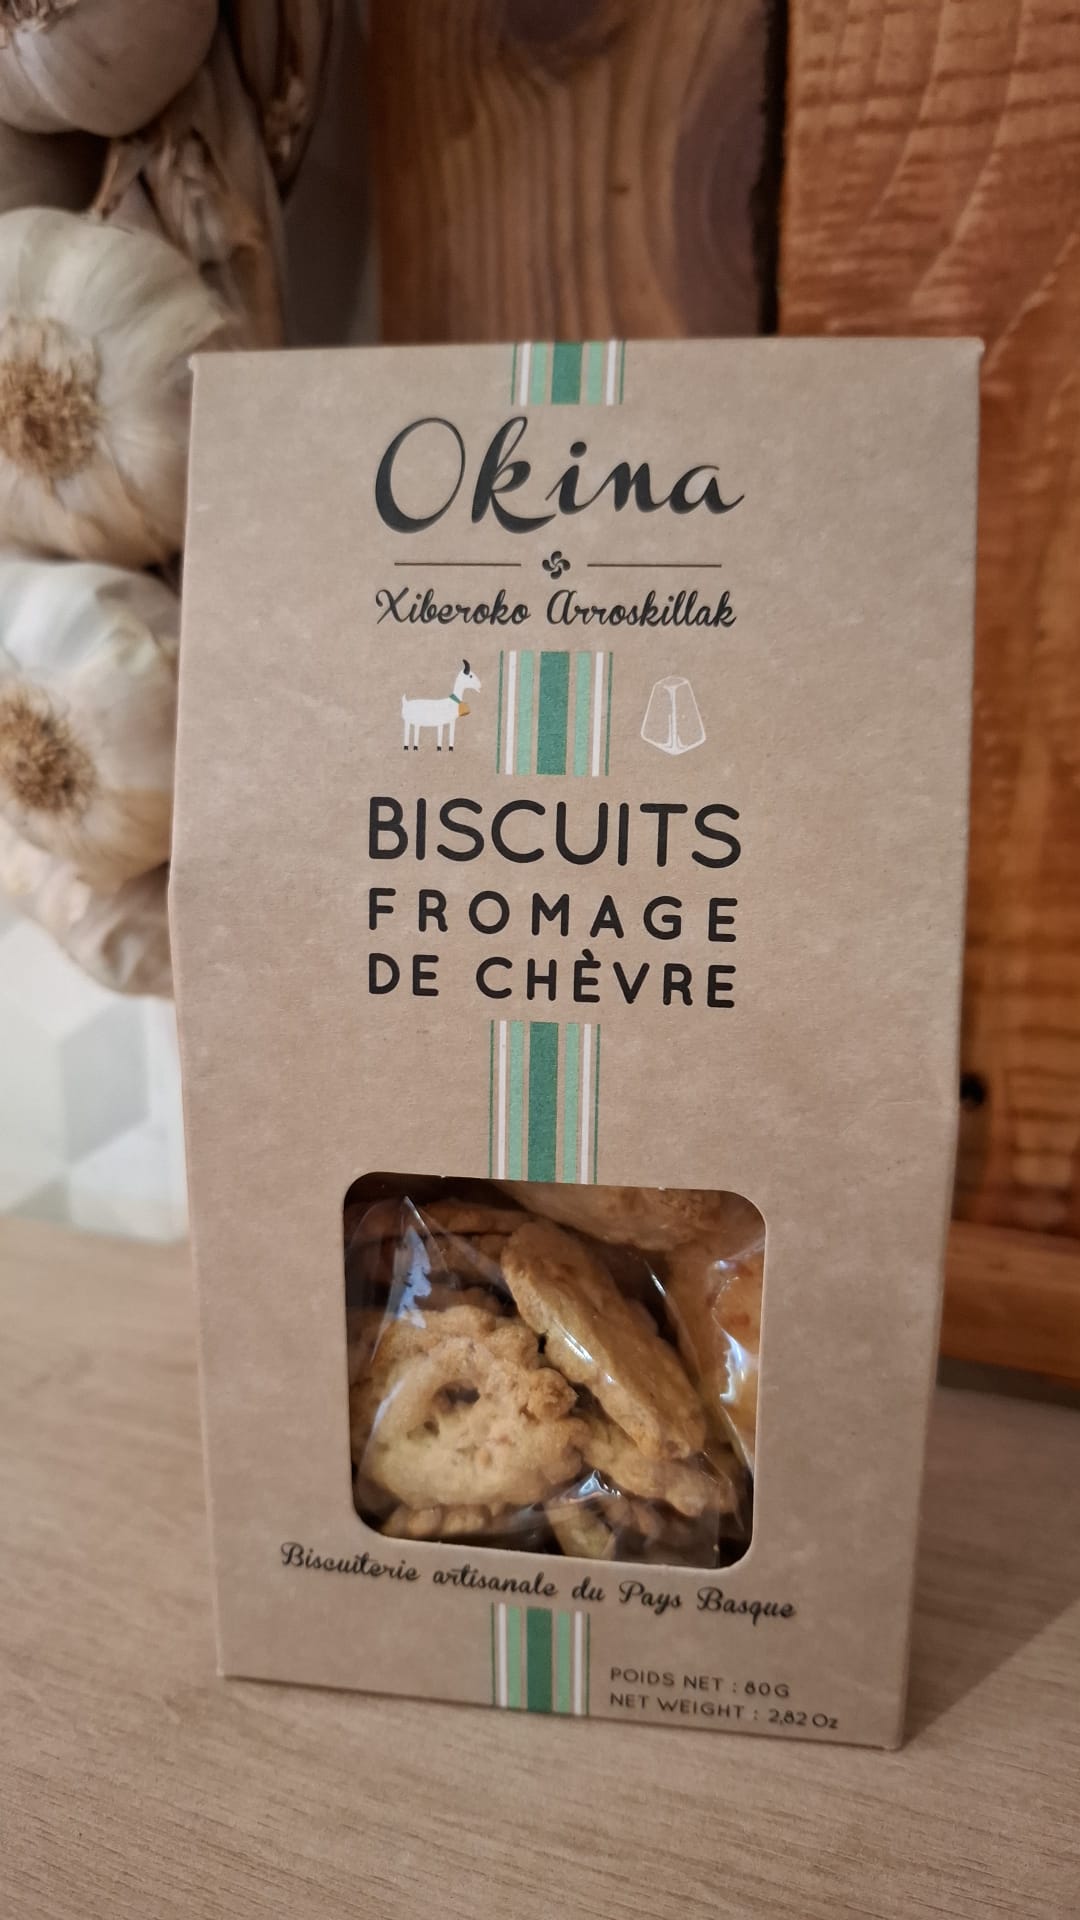 Okina
Xiberoko Arroskillak
BISCUITS
FROMAGE
DE CHÈVRE
Biscuiterie artisanale du Pays Basque
POIDS NET : 80G
NET WEIGHT : 2,82 Oz